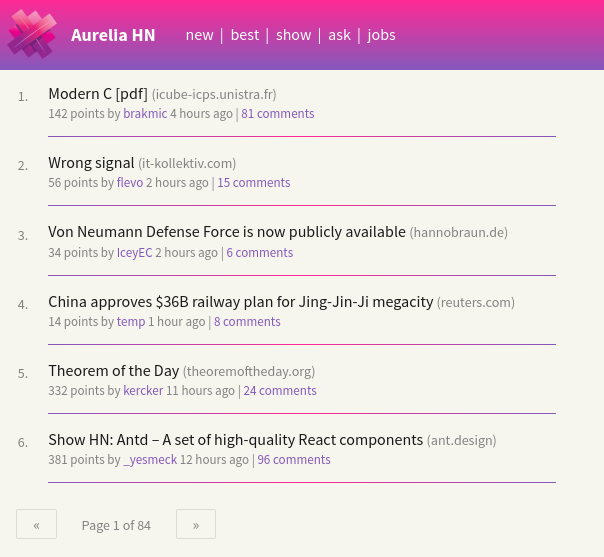 Aurelia HN new | best | show | ask | jobs
1. Modern C [pdf] (icube-icps.unistra.fr)
142 points by brakmic 4 hours ago | 81 comments
2. Wrong signal (it-kollektiv.com)
56 points by flevo 2 hours ago | 15 comments
3. Von Neumann Defense Force is now publicly available (hannobraun.de)
34 points by IceyEC 2 hours ago | 6 comments
4. China approves $36B railway plan for Jing-Jin-Ji megacity (reuters.com)
14 points by temp 1 hour ago | 8 comments
5. Theorem of the Day (theoremoftheday.org)
332 points by kercker 11 hours ago | 24 comments
6. Show HN: Antd – A set of high-quality React components (ant.design)
381 points by _yesmeck 12 hours ago | 96 comments
« Page 1 of 84 »